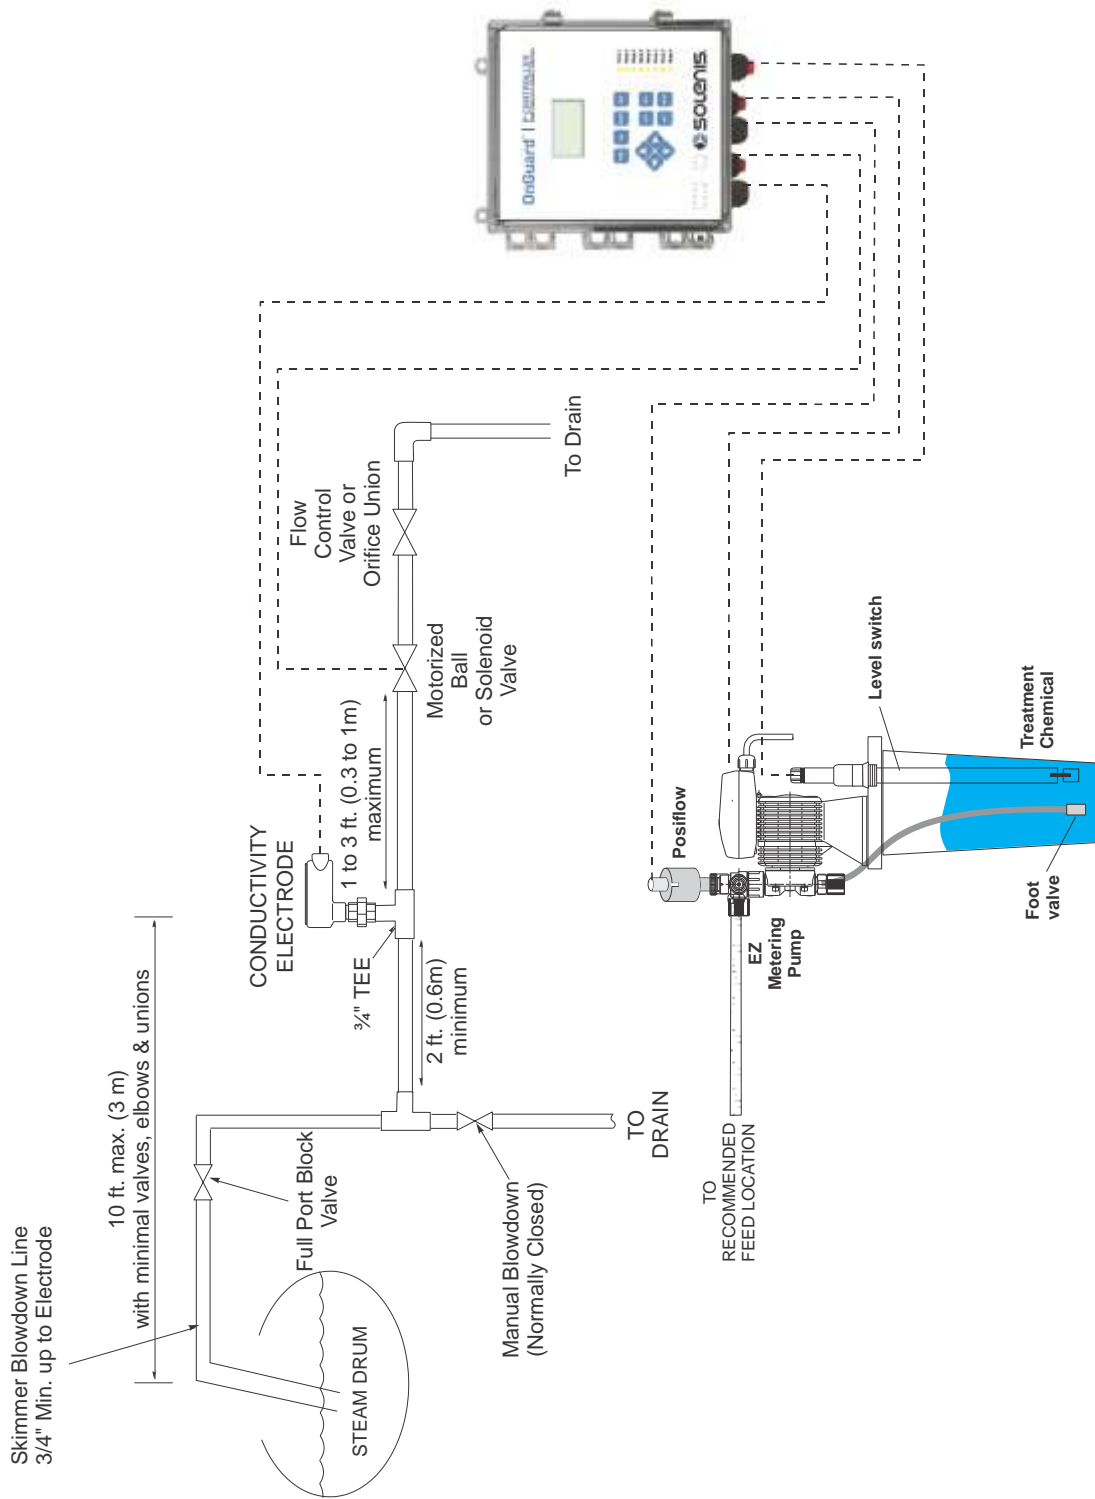 Skimmer Blowdown Line
3/4" Min. up to Electrode
10 ft. max. (3 m)
with minimal valves, elbows & unions
STEAM DRUM
Full Port Block
Valve
Manual Blowdown
(Normally Closed)
TO
DRAIN
CONDUCTIVITY
ELECTRODE
¾" TEE
2 ft. (0.6m)
minimum
1 to 3 ft. (0.3 to 1m)
maximum
Motorized
Ball
or Solenoid
Valve
Flow
Control
Valve or
Orifice Union
To Drain
OnGuard
CONTROLLER
SOLENIS
TO
RECOMMENDED
FEED LOCATION
EZ
Metering
Pump
Posiflow
Level switch
Foot
valve
Treatment
Chemical